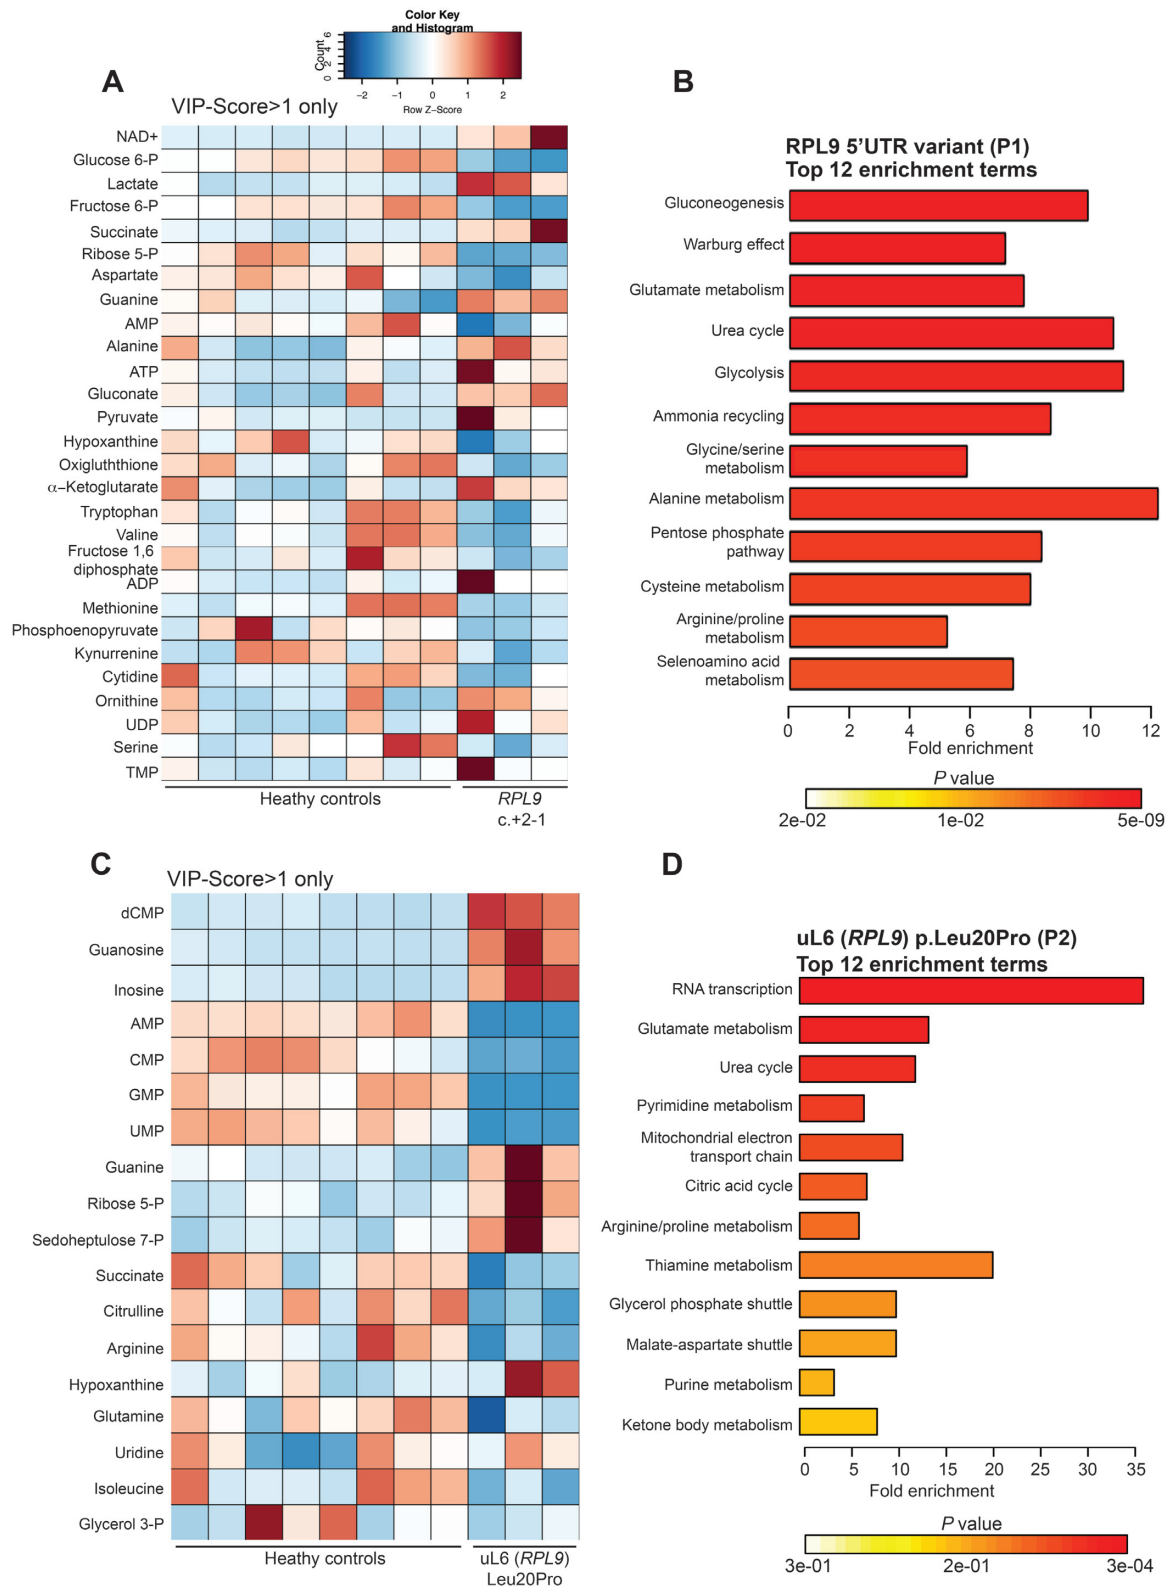 Color Key
and Histogram
Count
0 2 4 6
−2 −1 0 1 2
Row Z−Score
A
VIP-Score>1 only
NAD+
Glucose 6-P
Lactate
Fructose 6-P
Succinate
Ribose 5-P
Aspartate
Guanine
AMP
Alanine
ATP
Gluconate
Pyruvate
Hypoxanthine
Oxigluththione
α−Ketoglutarate
Tryptophan
Valine
Fructose 1,6
diphosphate
ADP
Methionine
Phosphoenopyruvate
Kynurrenine
Cytidine
Ornithine
UDP
Serine
TMP
Heathy controls
RPL9
c.+2-1
B
RPL9 5’UTR variant (P1)
Top 12 enrichment terms
Gluconeogenesis
Warburg effect
Glutamate metabolism
Urea cycle
Glycolysis
Ammonia recycling
Glycine/serine
metabolism
Alanine metabolism
Pentose phosphate
pathway
Cysteine metabolism
Arginine/proline
metabolism
Selenoamino acid
metabolism
0 2 4 6 8 10 12
Fold enrichment
P value
2e-02 1e-02 5e-09
C
VIP-Score>1 only
dCMP
Guanosine
Inosine
AMP
CMP
GMP
UMP
Guanine
Ribose 5-P
Sedoheptulose 7-P
Succinate
Citrulline
Arginine
Hypoxanthine
Glutamine
Uridine
Isoleucine
Glycerol 3-P
Heathy controls
uL6 (RPL9)
Leu20Pro
D
uL6 (RPL9) p.Leu20Pro (P2)
Top 12 enrichment terms
RNA transcription
Glutamate metabolism
Urea cycle
Pyrimidine metabolism
Mitochondrial electron
transport chain
Citric acid cycle
Arginine/proline metabolism
Thiamine metabolism
Glycerol phosphate shuttle
Malate-aspartate shuttle
Purine metabolism
Ketone body metabolism
0 5 10 15 20 25 30 35
Fold enrichment
P value
3e-01 2e-01 3e-04